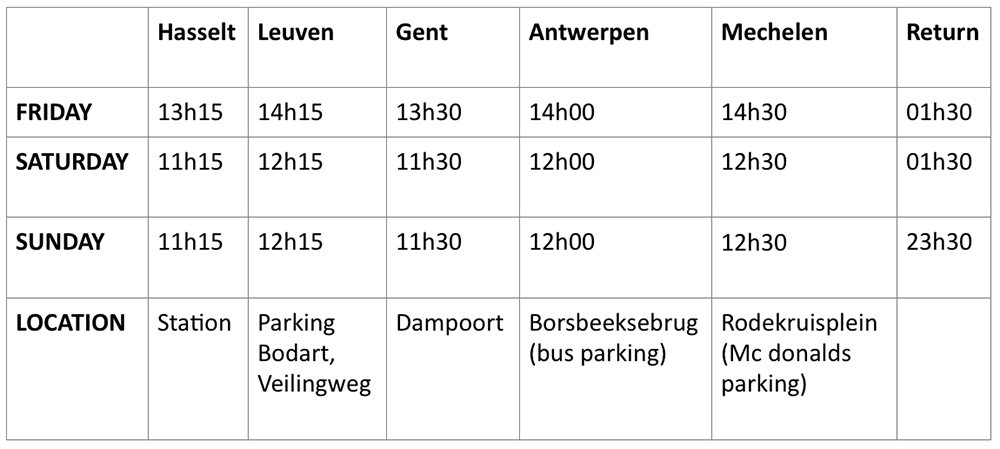 Hasselt Leuven Gent Antwerpen Mechelen Return
FRIDAY 13h15 14h15 13h30 14h00 14h30 01h30
SATURDAY 11h15 12h15 11h30 12h00 12h30 01h30
SUNDAY 11h15 12h15 11h30 12h00 12h30 23h30
LOCATION Station Parking Dampoort Borsbeeksebrug Rodekruisplein
Bodart, (bus parking) (Mc donalds
Veilingweg parking)